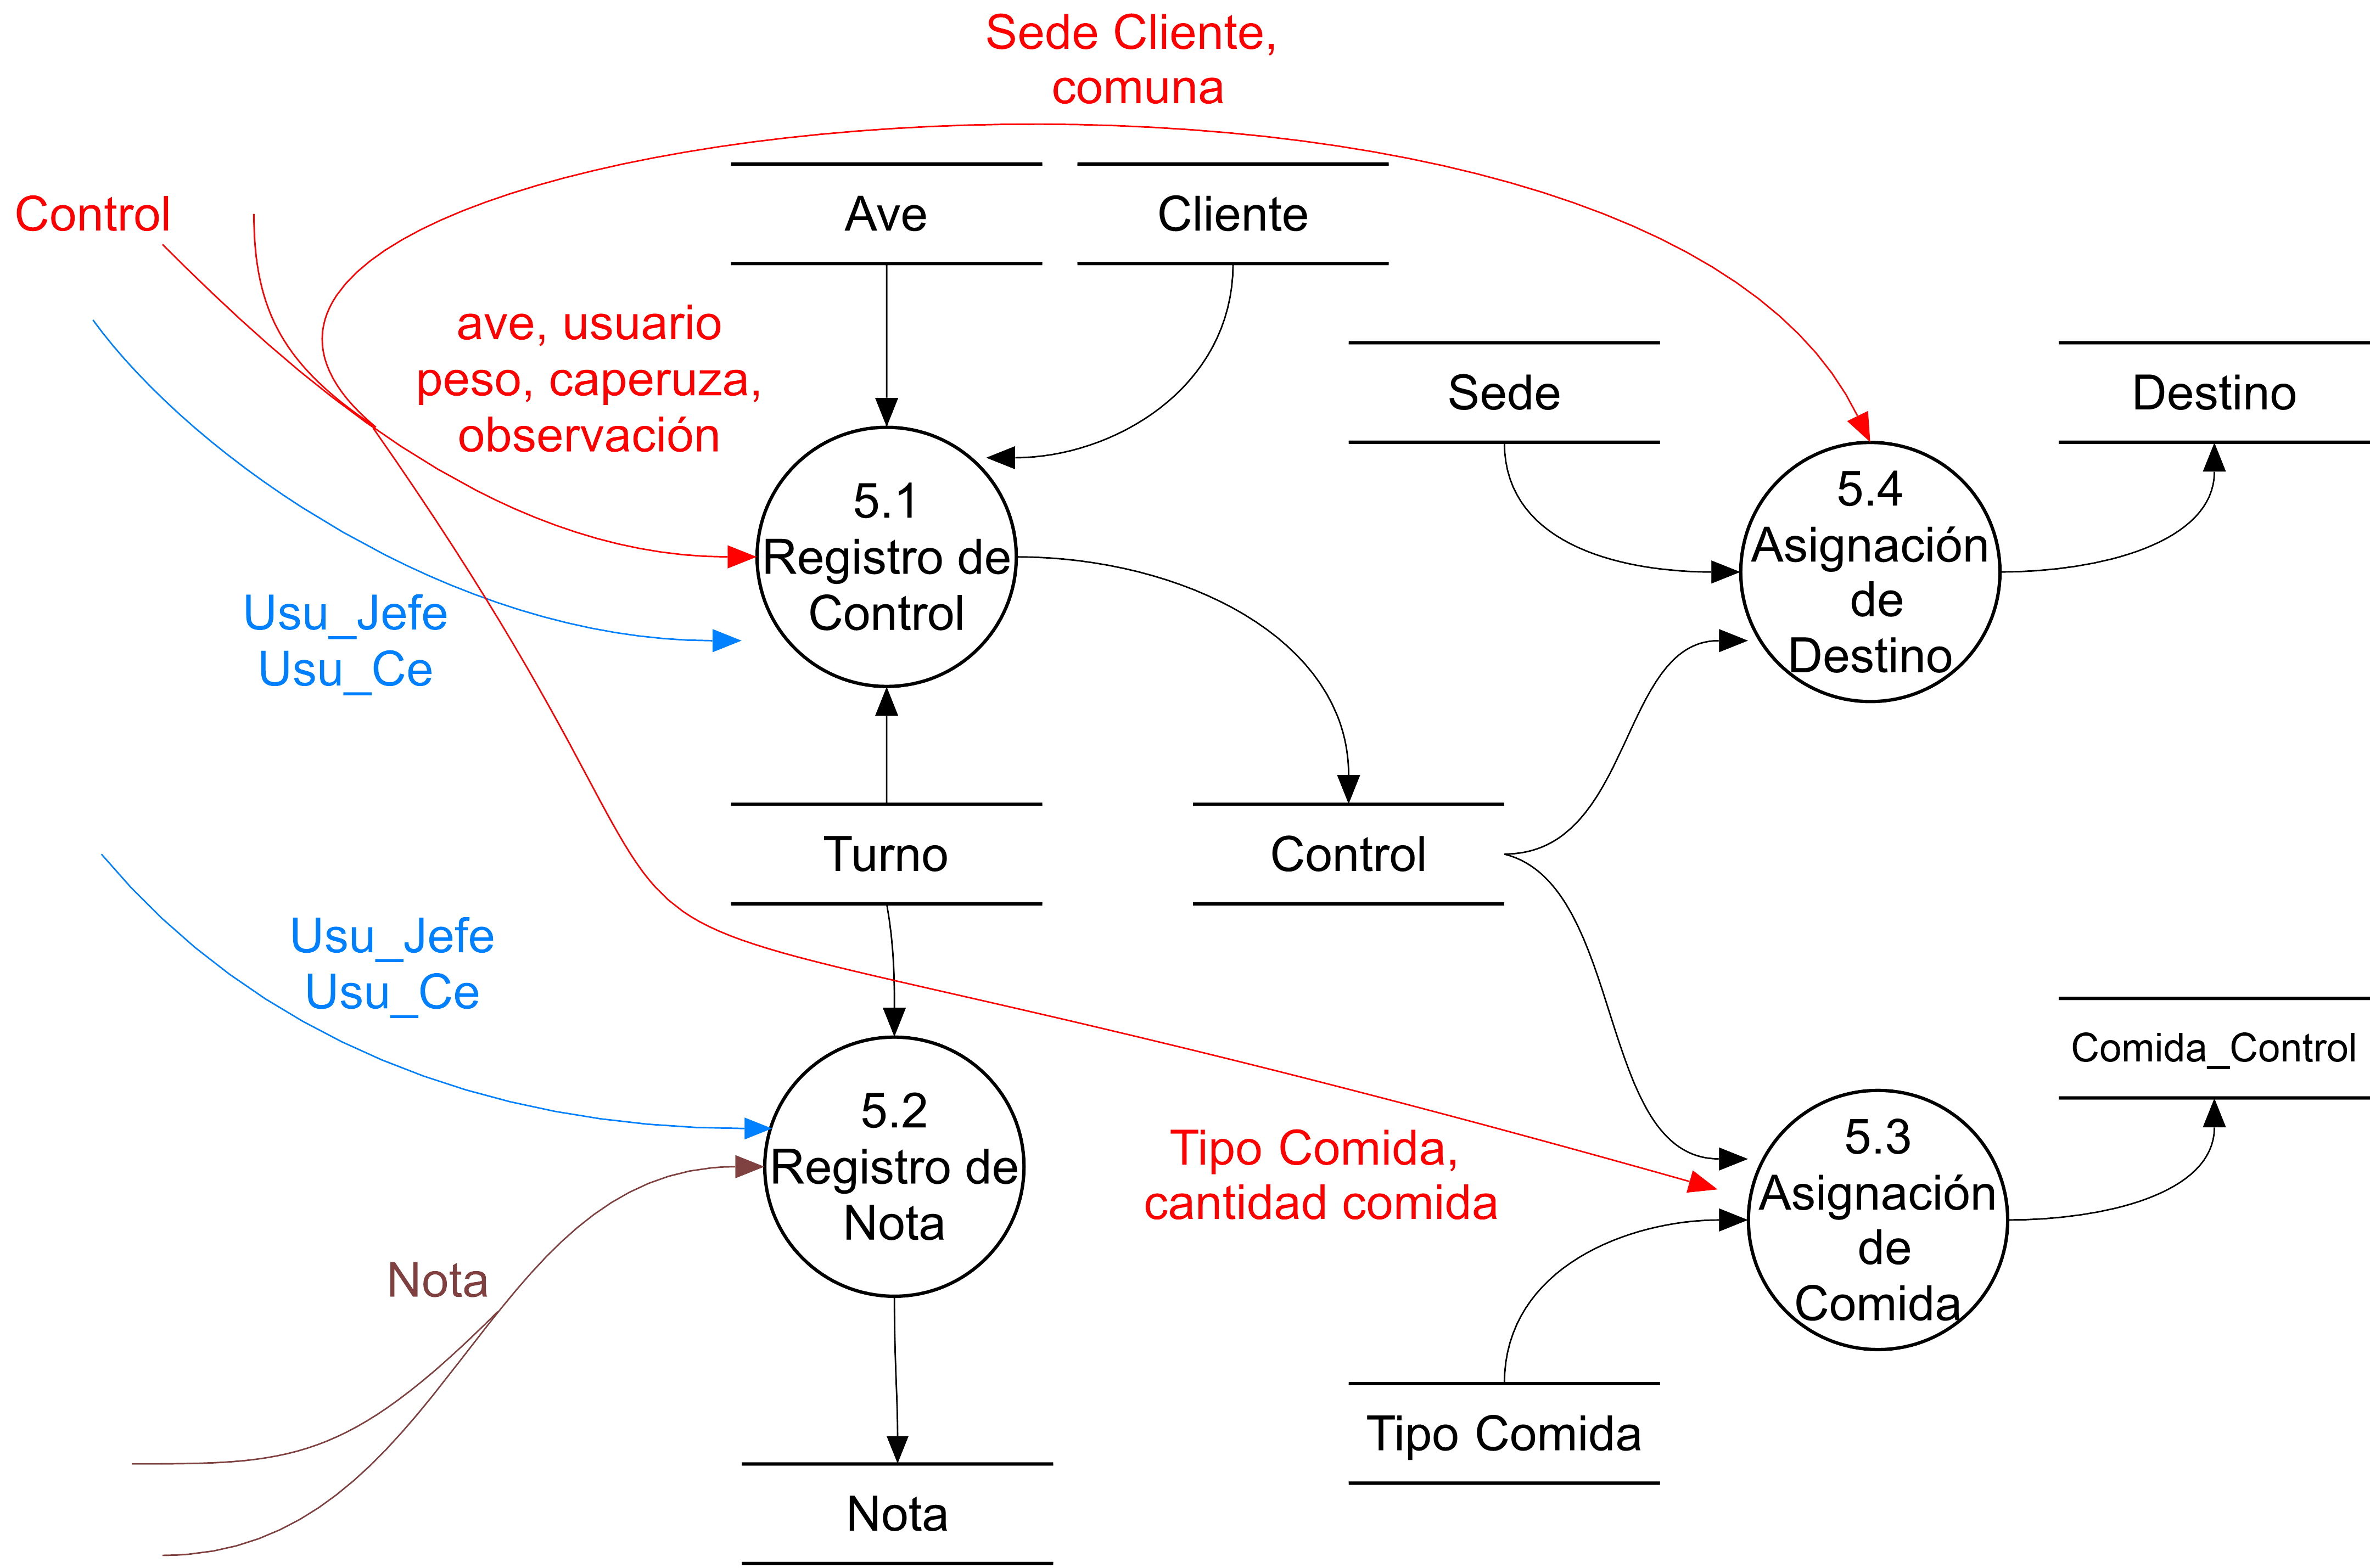 Sede Cliente,
comuna
Control
Ave
Cliente
ave, usuario
peso, caperuza,
observación
Sede
Destino
5.1
Registro de
Control
5.4
Asignación
de
Destino
Usu_Jefe
Usu_Ce
Turno
Control
Usu_Jefe
Usu_Ce
Comida_Control
5.2
Registro de
Nota
Tipo Comida,
cantidad comida
5.3
Asignación
de
Comida
Nota
Tipo Comida
Nota